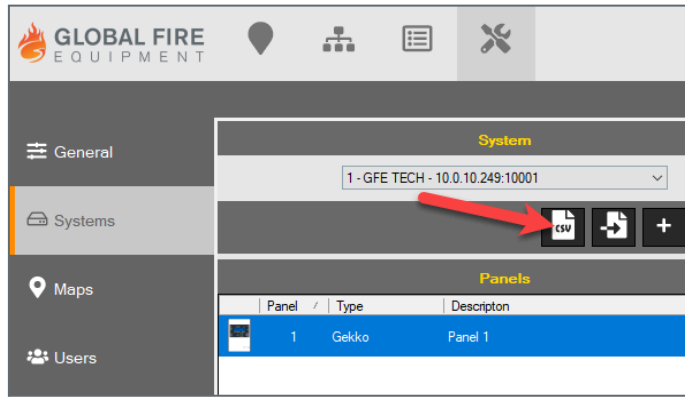 GLOBAL FIRE
EQUIPMENT
General
System
1 - GFE TECH - 10.0.10.249:10001
Systems
CSV
+
Panels
Maps
Panel / Type Descripton
1 Gekko Panel 1
Users